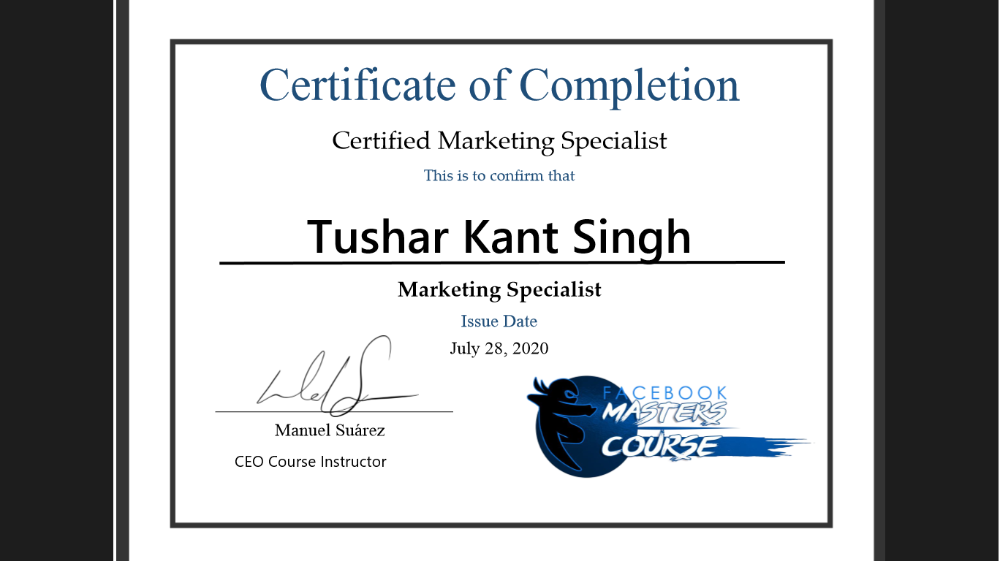 Certificate of Completion
Certified Marketing Specialist
This is to confirm that
Tushar Kant Singh
Marketing Specialist
Issue Date
July 28, 2020
Manuel Suárez
CEO Course Instructor
FACEBOOK
MASTERS
COURSE